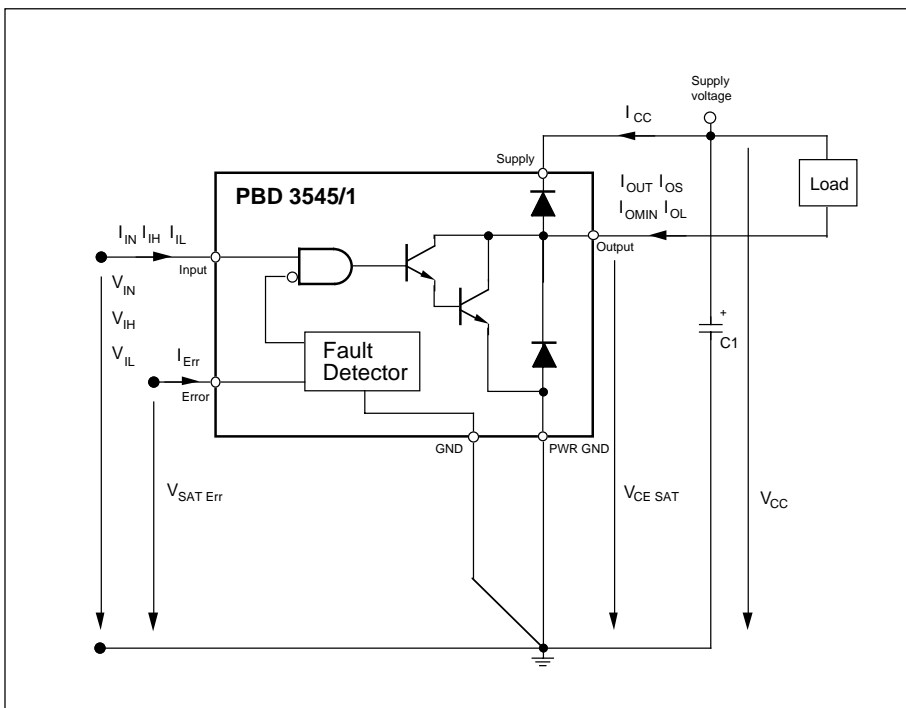 Supply
voltage
I CC
Supply
PBD 3545/1
I OUT I OS
I OMIN I OL
Load
I IN I IH I IL
Input
Output
V IN
V IH
V IL
+
C1
Fault
Detector
I Err
Error
GND
PWR GND
V SAT Err
V CE SAT
V CC